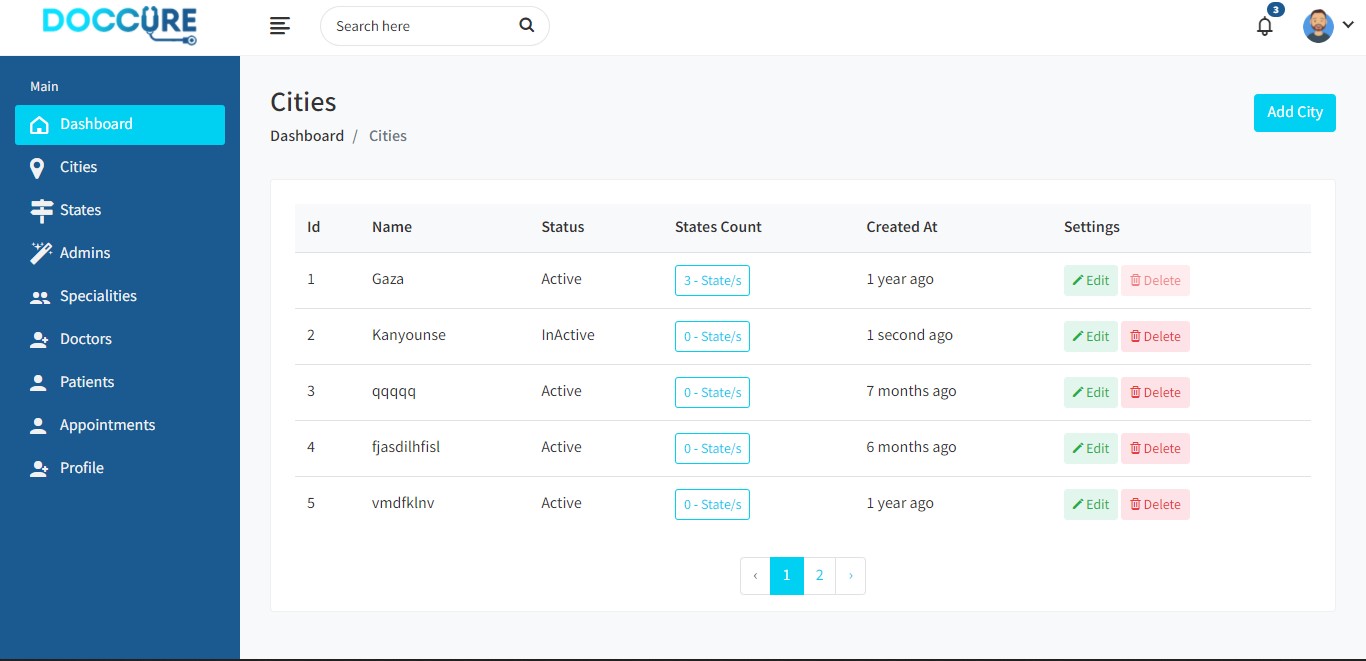 DOCCURE
Search here
3
Main
Dashboard
Cities
States
Admins
Specialities
Doctors
Patients
Appointments
Profile
Cities
Dashboard / Cities
Add City
Id Name Status States Count Created At Settings
1 Gaza Active 3 - State/s 1 year ago Edit Delete
2 Kanyounse InActive 0 - State/s 1 second ago Edit Delete
3 qqqqq Active 0 - State/s 7 months ago Edit Delete
4 fjasdilhfisl Active 0 - State/s 6 months ago Edit Delete
5 vmdfklnv Active 0 - State/s 1 year ago Edit Delete
‹ 1 2 ›